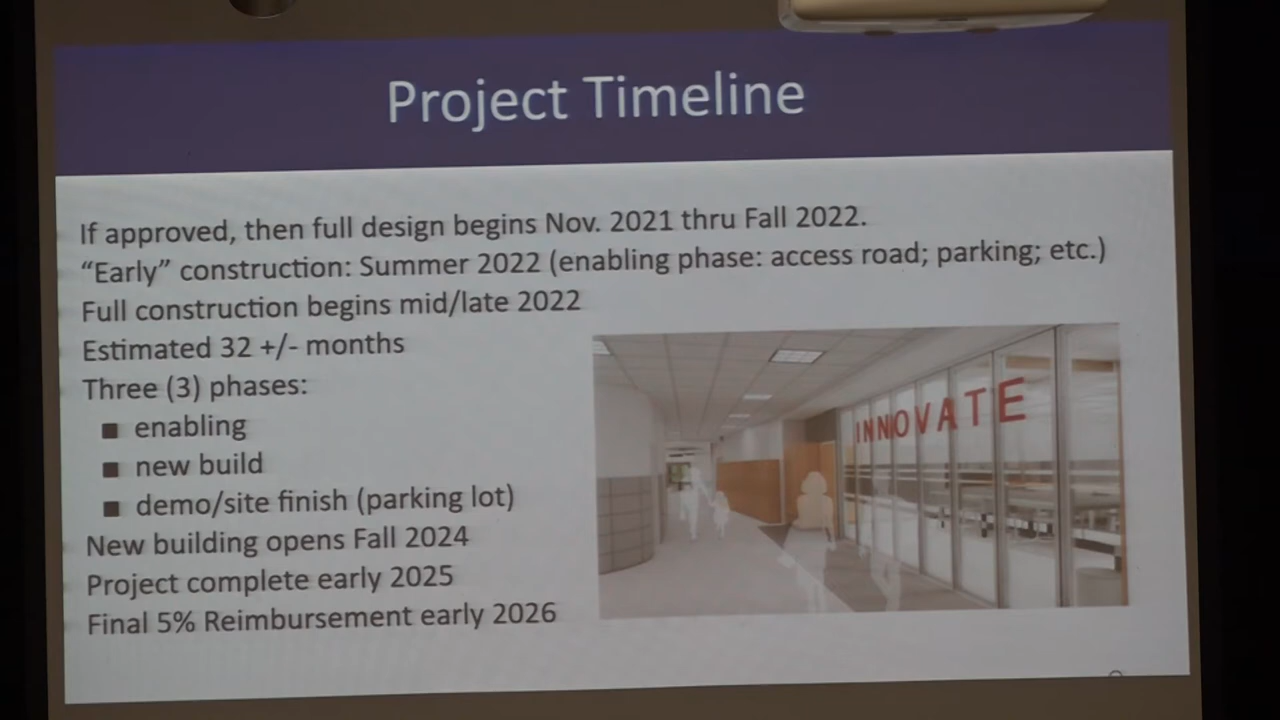 Project Timeline
If approved, then full design begins Nov. 2021 thru Fall 2022.
“Early” construction: Summer 2022 (enabling phase: access road; parking; etc.)
Full construction begins mid/late 2022
Estimated 32 +/- months
Three (3) phases:
■ enabling
■ new build
■ demo/site finish (parking lot)
New building opens Fall 2024
Project complete early 2025
Final 5% Reimbursement early 2026
INNOVATE